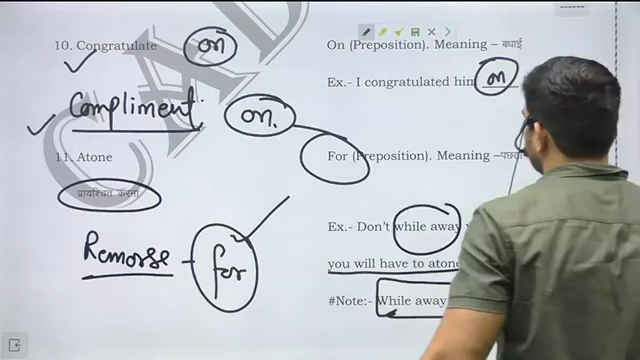 10. Congratulate on On (Preposition). Meaning – बधाई
Ex.- I congratulated him on
Compliment on.
11. Atone For (Preposition). Meaning –
प्रायश्चित करना
Ex.- Don't while away
Remorse - for you will have to atone
#Note:- While away